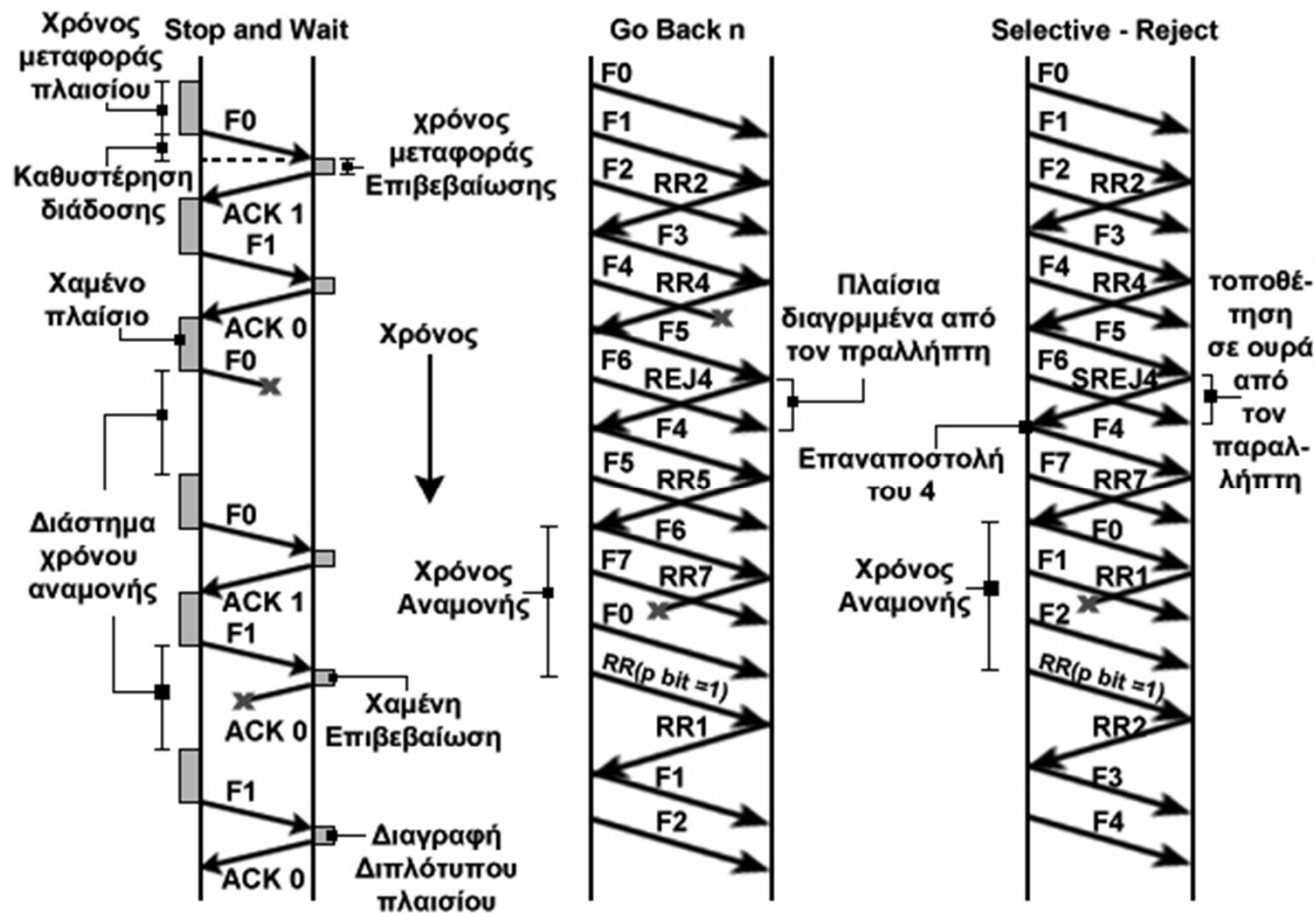 Stop and Wait
Χρόνος
μεταφοράς
πλαισίου
F0
Καθυστέρηση
διάδοσης
χρόνος
μεταφοράς
Επιβεβαίωσης
ACK 1
F1
Χαμένο
πλαίσιο
ACK 0
F0
Χρόνος
Διάστημα
χρόνου
αναμονής
F0
ACK 1
F1
ACK 0
Χαμένη
Επιβεβαίωση
F1
ACK 0
Διαγραφή
Διπλότυπου
πλαισίου
Go Back n
F0
F1
F2
RR2
F3
F4
RR4
F5
F6
REJ4
Πλαίσια
διαγρμμένα από
τον πραλλήπτη
F4
F5
RR5
F6
Χρόνος
Αναμονής
F7
RR7
F0
RR(p bit =1)
RR1
F1
F2
Selective - Reject
F0
F1
F2
RR2
F3
F4
RR4
F5
F6
SREJ4
τοποθέ-
τηση
σε ουρά
από
τον
παραλ-
λήπτη
Επαναποστολή
του 4
F4
F7
RR7
F0
Χρόνος
Αναμονής
F1
RR1
F2
RR(p bit =1)
RR2
F3
F4